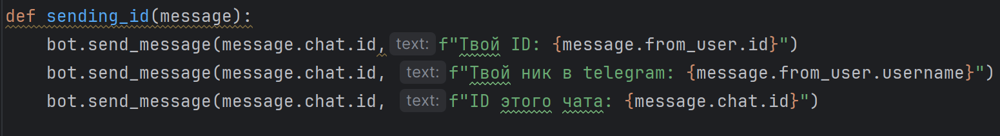 def sending_id(message):
    bot.send_message(message.chat.id, text: f"Твой ID: {message.from_user.id}")
    bot.send_message(message.chat.id, text: f"Твой ник в telegram: {message.from_user.username}")
    bot.send_message(message.chat.id, text: f"ID этого чата: {message.chat.id}")